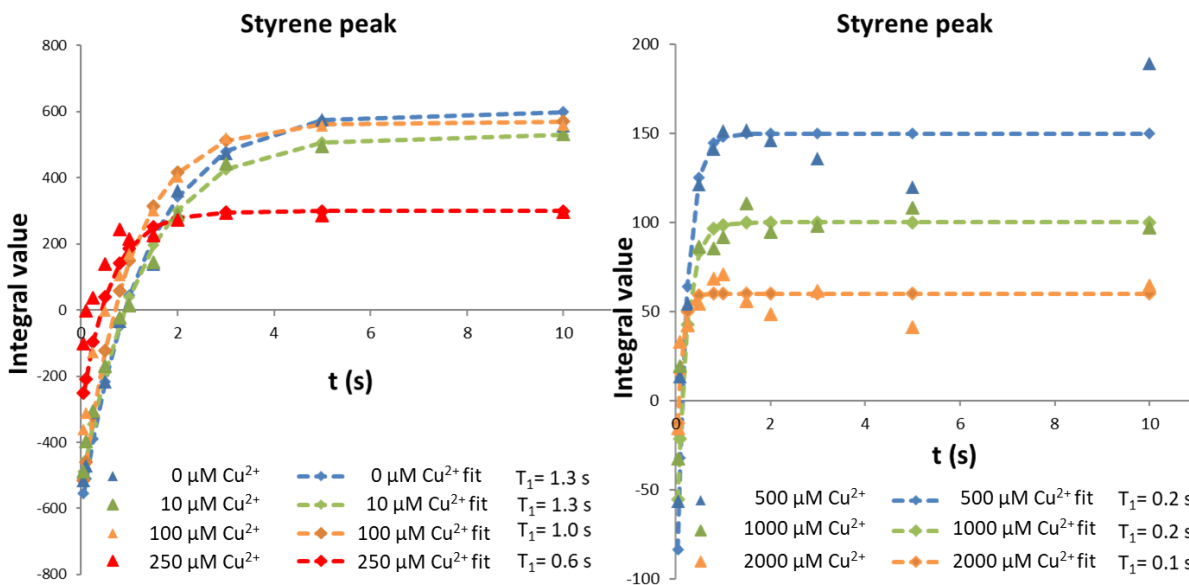 Styrene peak
800
600
400
200
0
-200
-400
-600
-800
0 2 4 6 8 10
Integral value
t (s)
0 µM Cu²⁺ 0 µM Cu²⁺ fit T₁= 1.3 s
10 µM Cu²⁺ 10 µM Cu²⁺ fit T₁= 1.3 s
100 µM Cu²⁺ 100 µM Cu²⁺ fit T₁= 1.0 s
250 µM Cu²⁺ 250 µM Cu²⁺ fit T₁= 0.6 s
Styrene peak
200
150
100
50
0
-50
-100
0 2 4 6 8 10
Integral value
t (s)
500 µM Cu²⁺ 500 µM Cu²⁺ fit T₁= 0.2 s
1000 µM Cu²⁺ 1000 µM Cu²⁺ fit T₁= 0.2 s
2000 µM Cu²⁺ 2000 µM Cu²⁺ fit T₁= 0.1 s